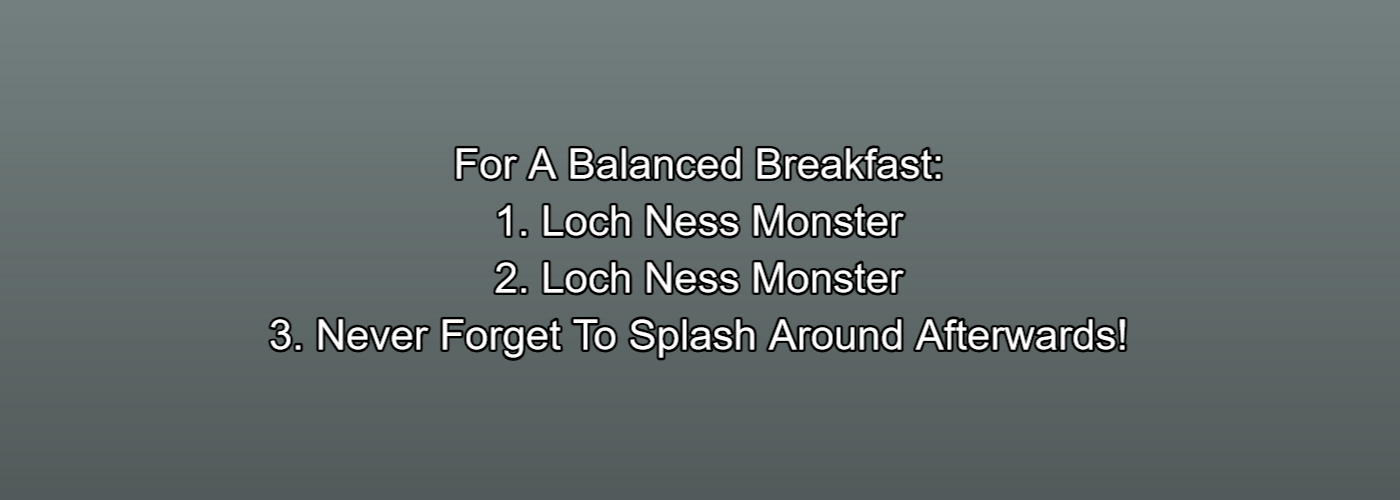 For A Balanced Breakfast:
1. Loch Ness Monster
2. Loch Ness Monster
3. Never Forget To Splash Around Afterwards!